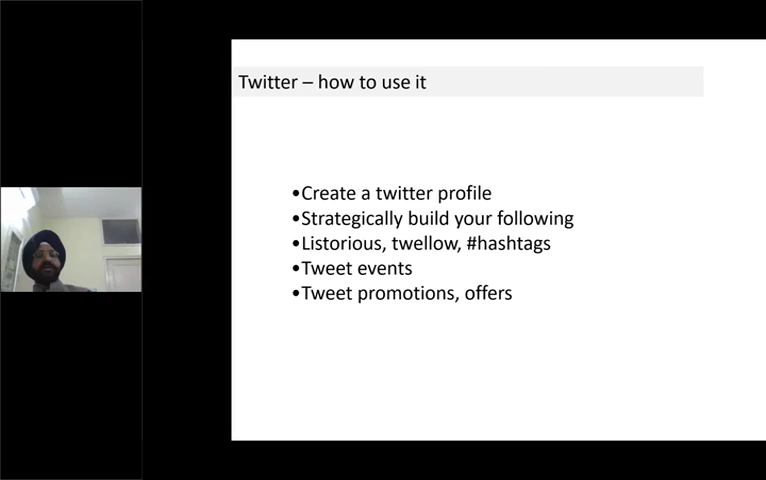 Twitter – how to use it
•Create a twitter profile
•Strategically build your following
•Listorious, twellow, #hashtags
•Tweet events
•Tweet promotions, offers